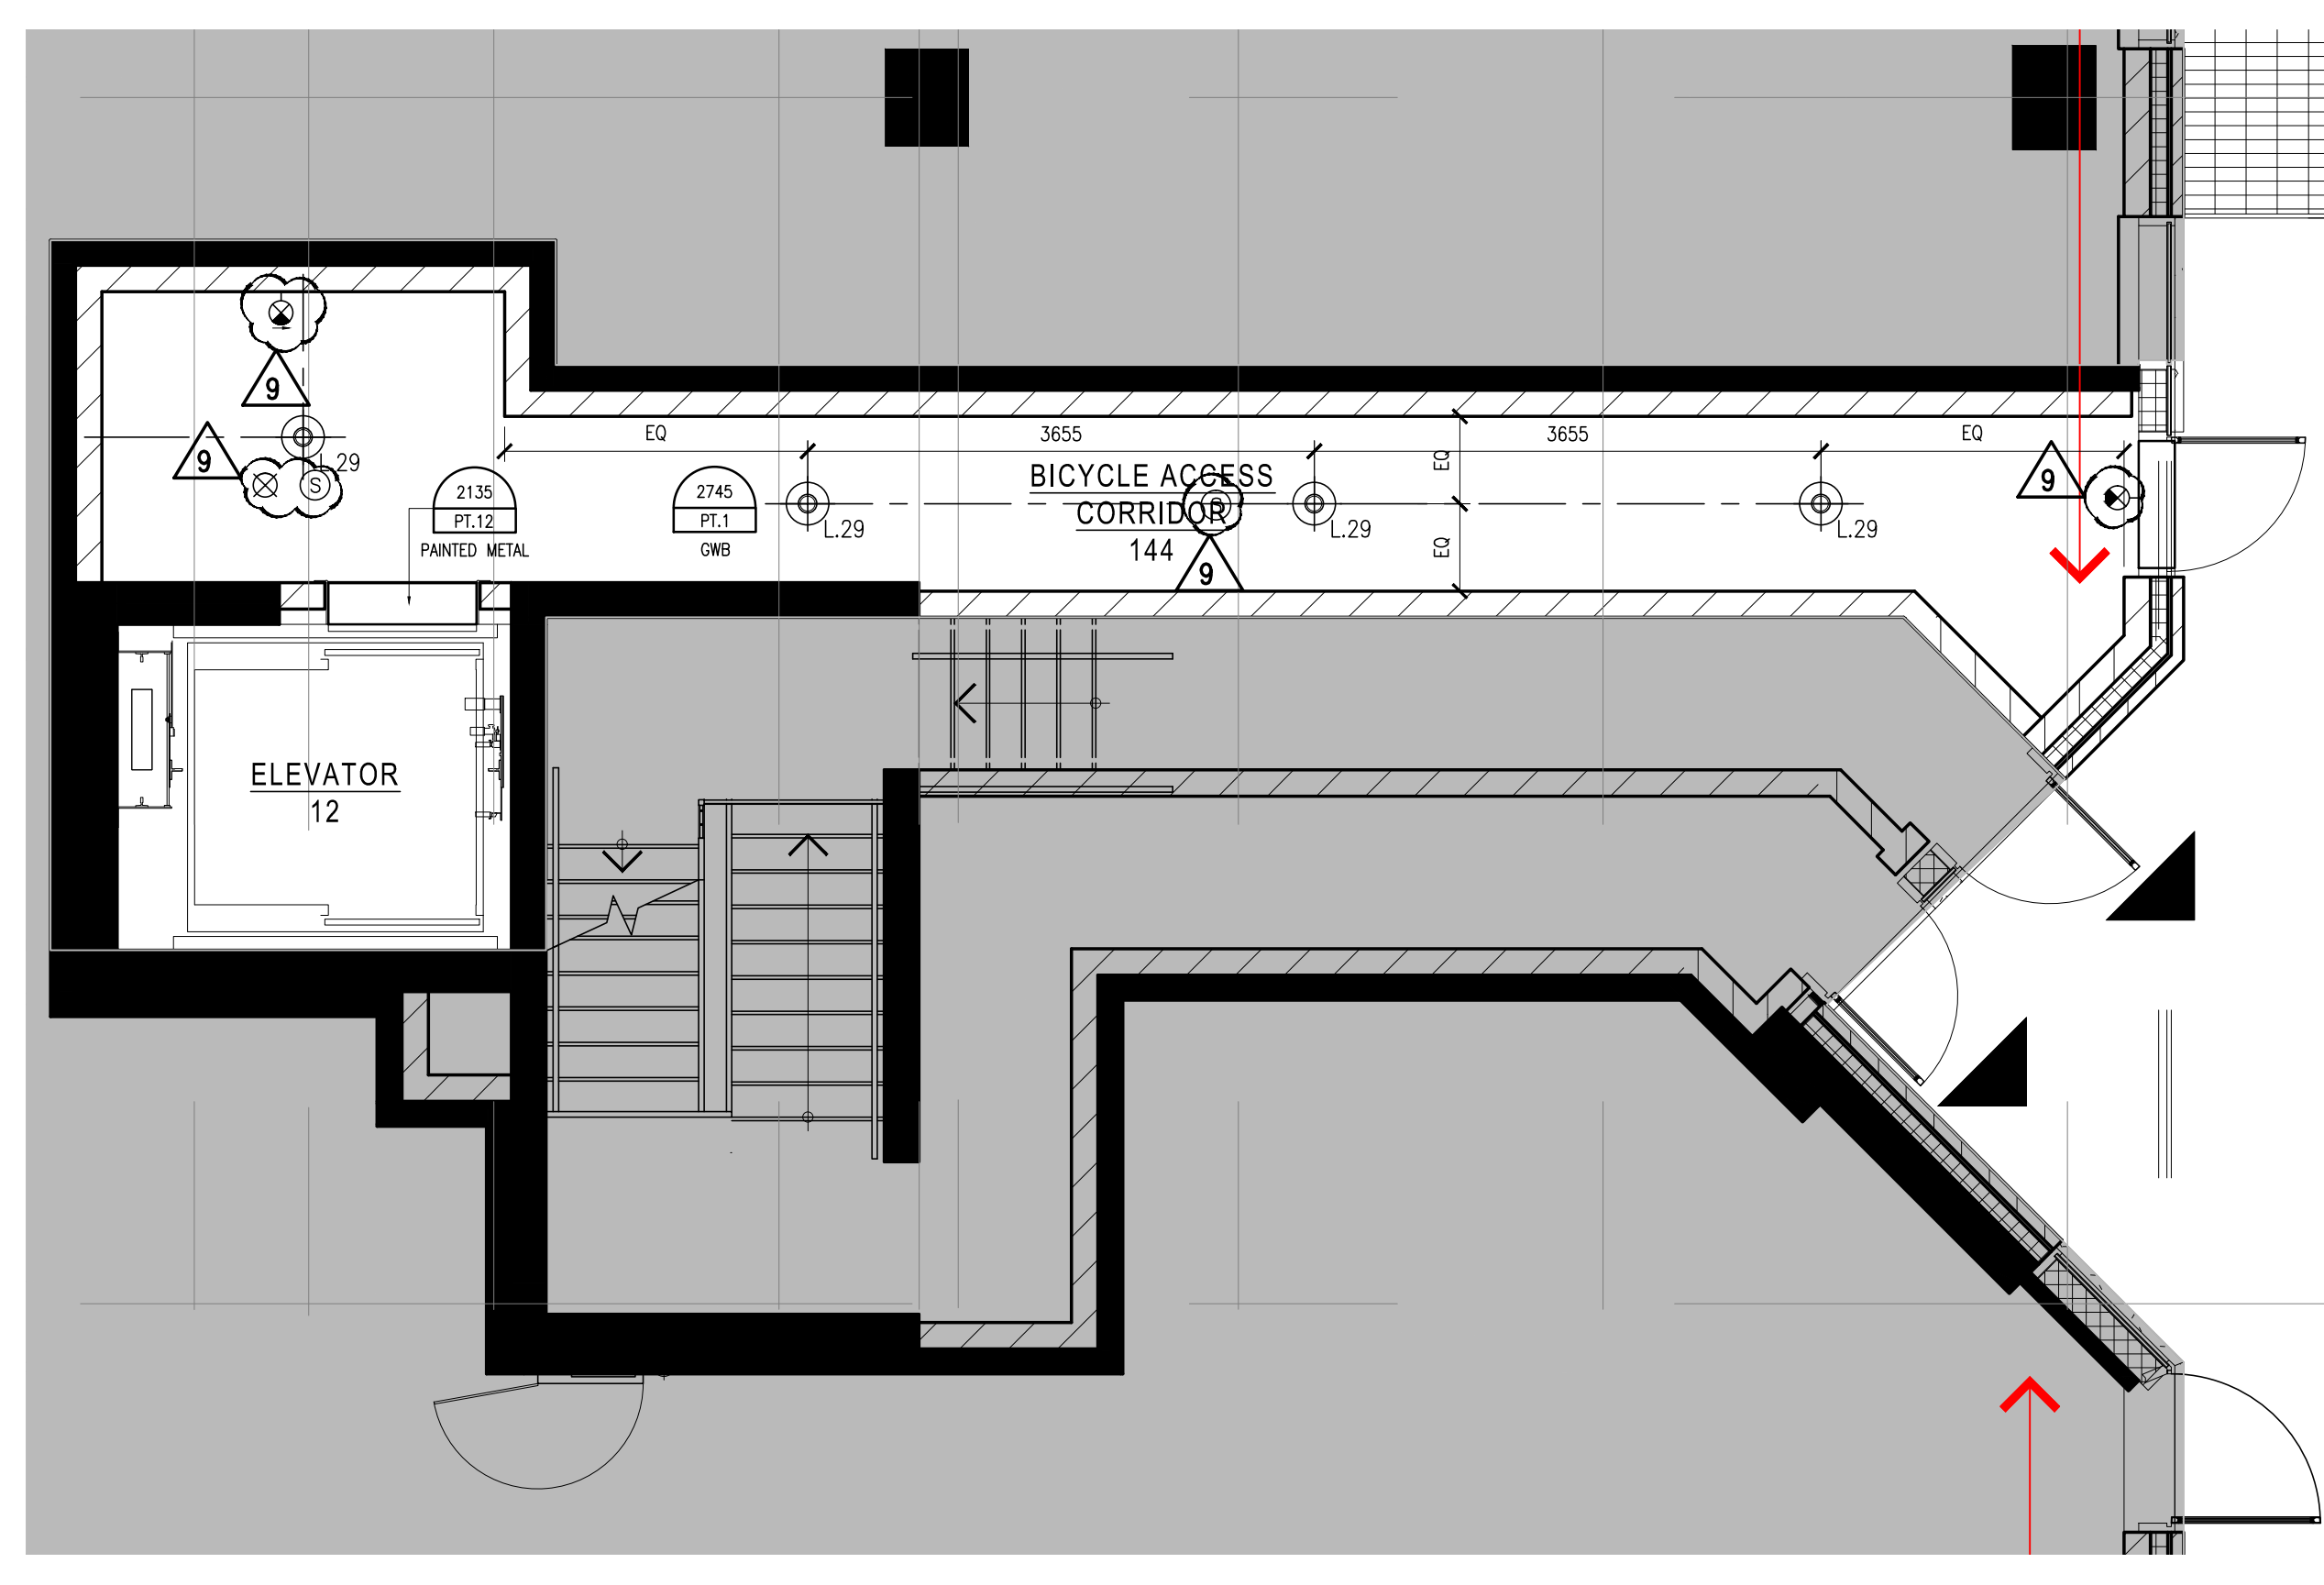 9
9
L.29
S
EQ
3655
3655
EQ
2135
PT.12
PAINTED METAL
2745
PT.1
GWB
BICYCLE ACCESS
CORRIDOR
144
S
9
L.29
L.29
L.29
EQ
EQ
9
ELEVATOR
12